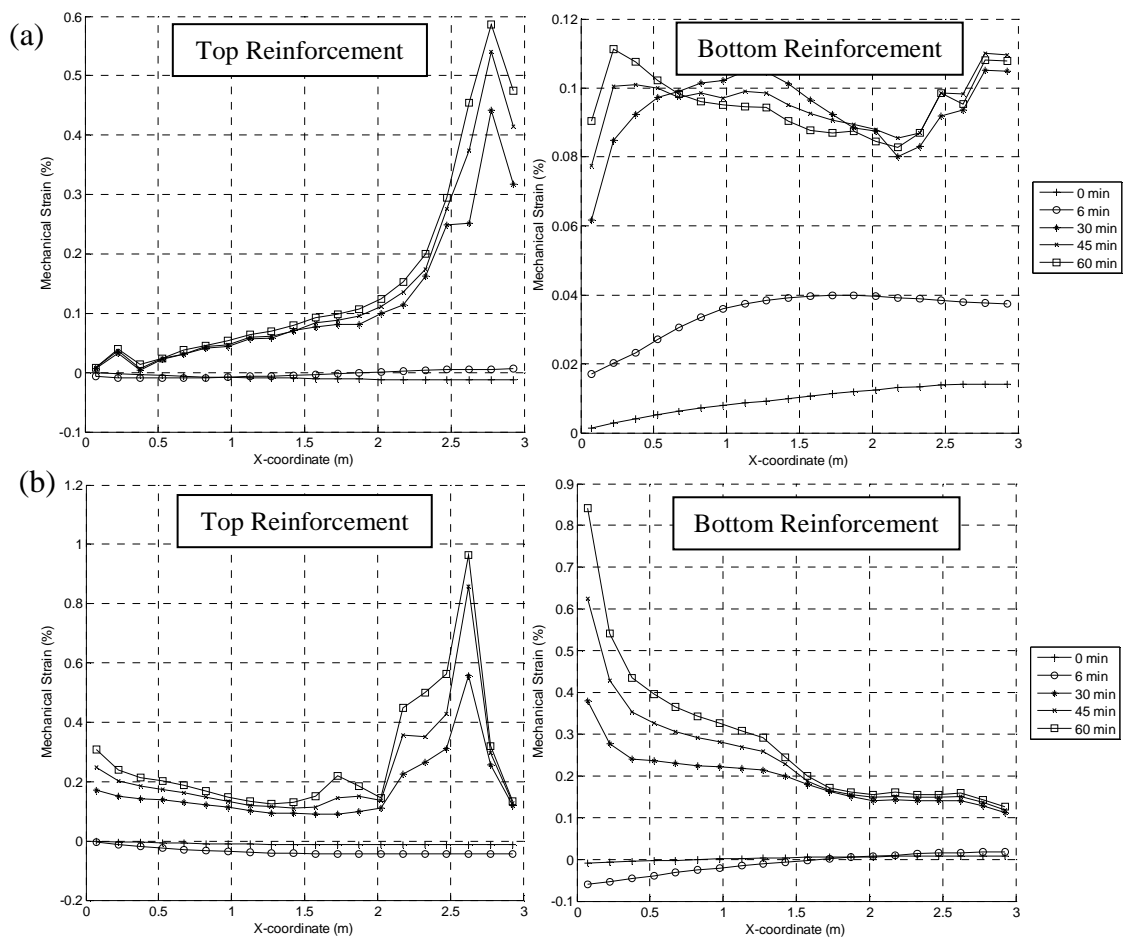 (a)
Top Reinforcement
Mechanical Strain (%)
0.6
0.5
0.4
0.3
0.2
0.1
0
-0.1
0 0.5 1 1.5 2 2.5 3
X-coordinate (m)
Bottom Reinforcement
Mechanical Strain (%)
0.12
0.1
0.08
0.06
0.04
0.02
0
0 0.5 1 1.5 2 2.5 3
X-coordinate (m)
0 min
6 min
30 min
45 min
60 min
(b)
Top Reinforcement
Mechanical Strain (%)
1.2
1
0.8
0.6
0.4
0.2
0
-0.2
0 0.5 1 1.5 2 2.5 3
X-coordinate (m)
Bottom Reinforcement
Mechanical Strain (%)
0.9
0.8
0.7
0.6
0.5
0.4
0.3
0.2
0.1
0
-0.1
0 0.5 1 1.5 2 2.5 3
X-coordinate (m)
0 min
6 min
30 min
45 min
60 min